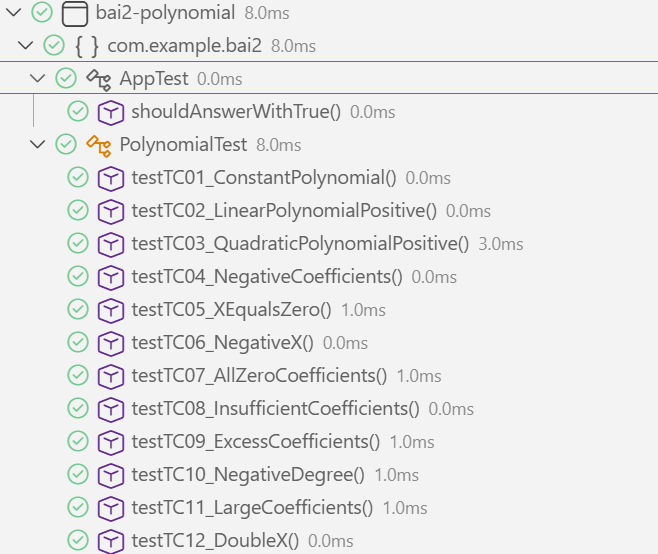 bai2-polynomial 8.0ms
{ } com.example.bai2 8.0ms
AppTest 0.0ms
shouldAnswerWithTrue() 0.0ms
PolynomialTest 8.0ms
testTC01_ConstantPolynomial() 0.0ms
testTC02_LinearPolynomialPositive() 0.0ms
testTC03_QuadraticPolynomialPositive() 3.0ms
testTC04_NegativeCoefficients() 0.0ms
testTC05_XEqualsZero() 1.0ms
testTC06_NegativeX() 0.0ms
testTC07_AllZeroCoefficients() 1.0ms
testTC08_InsufficientCoefficients() 0.0ms
testTC09_ExcessCoefficients() 1.0ms
testTC10_NegativeDegree() 1.0ms
testTC11_LargeCoefficients() 1.0ms
testTC12_DoubleX() 0.0ms